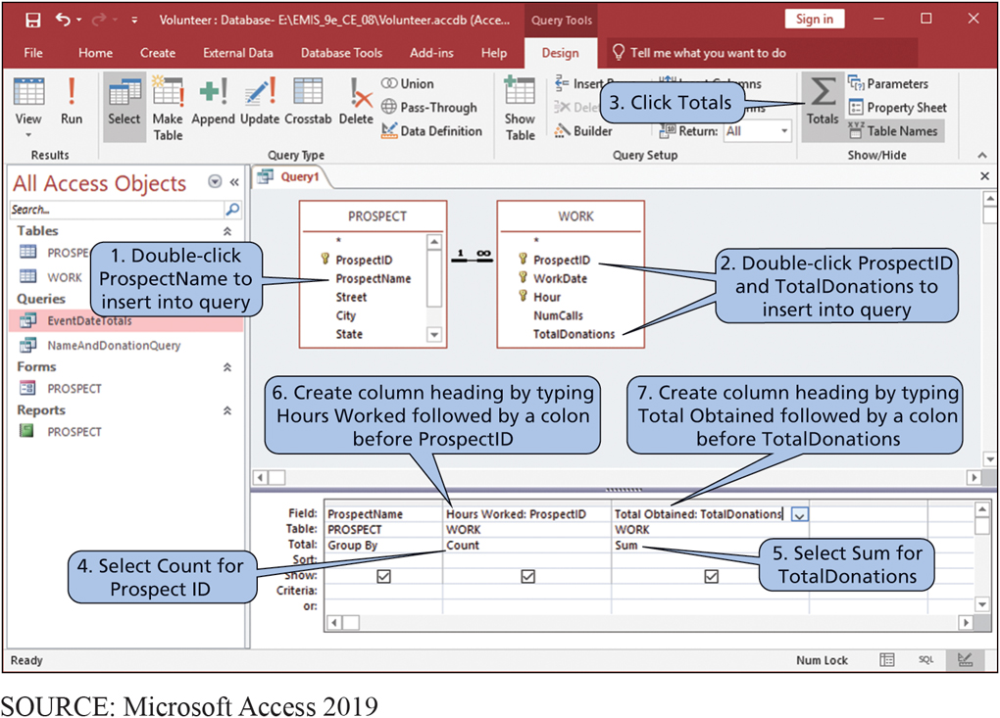 Volunteer : Database- E:\EMIS_9e_CE_08\Volunteer.accdb (Acce...
Query Tools
Sign in
File Home Create External Data Database Tools Add-ins Help Design Tell me what you want to do
View
Run
Select
Make Table
Append
Update
Crosstab
Delete
Union
Pass-Through
Data Definition
Show Table
Insert
Builder
Columns
Return: All
3. Click Totals
Totals
Parameters
Property Sheet
XYZ Table Names
Results
Query Type
Query Setup
Show/Hide
All Access Objects
Search...
Tables
PROSPE
WORK
Queries
EventDateTotals
NameAndDonationQuery
Forms
PROSPECT
Reports
PROSPECT
Query1
PROSPECT
*
ProspectID
ProspectName
Street
City
State
1 ∞
WORK
*
ProspectID
WorkDate
Hour
NumCalls
TotalDonations
1. Double-click
ProspectName to
insert into query
2. Double-click ProspectID
and TotalDonations to
insert into query
6. Create column heading by typing
Hours Worked followed by a colon
before ProspectID
7. Create column heading by typing
Total Obtained followed by a colon
before TotalDonations
Field: ProspectName Hours Worked: ProspectID Total Obtained: TotalDonations
Table: PROSPECT WORK WORK
Total: Group By Count Sum
Sort:
Show:
Criteria:
or:
4. Select Count for
Prospect ID
5. Select Sum for
TotalDonations
Ready
Num Lock
SQL
SOURCE: Microsoft Access 2019